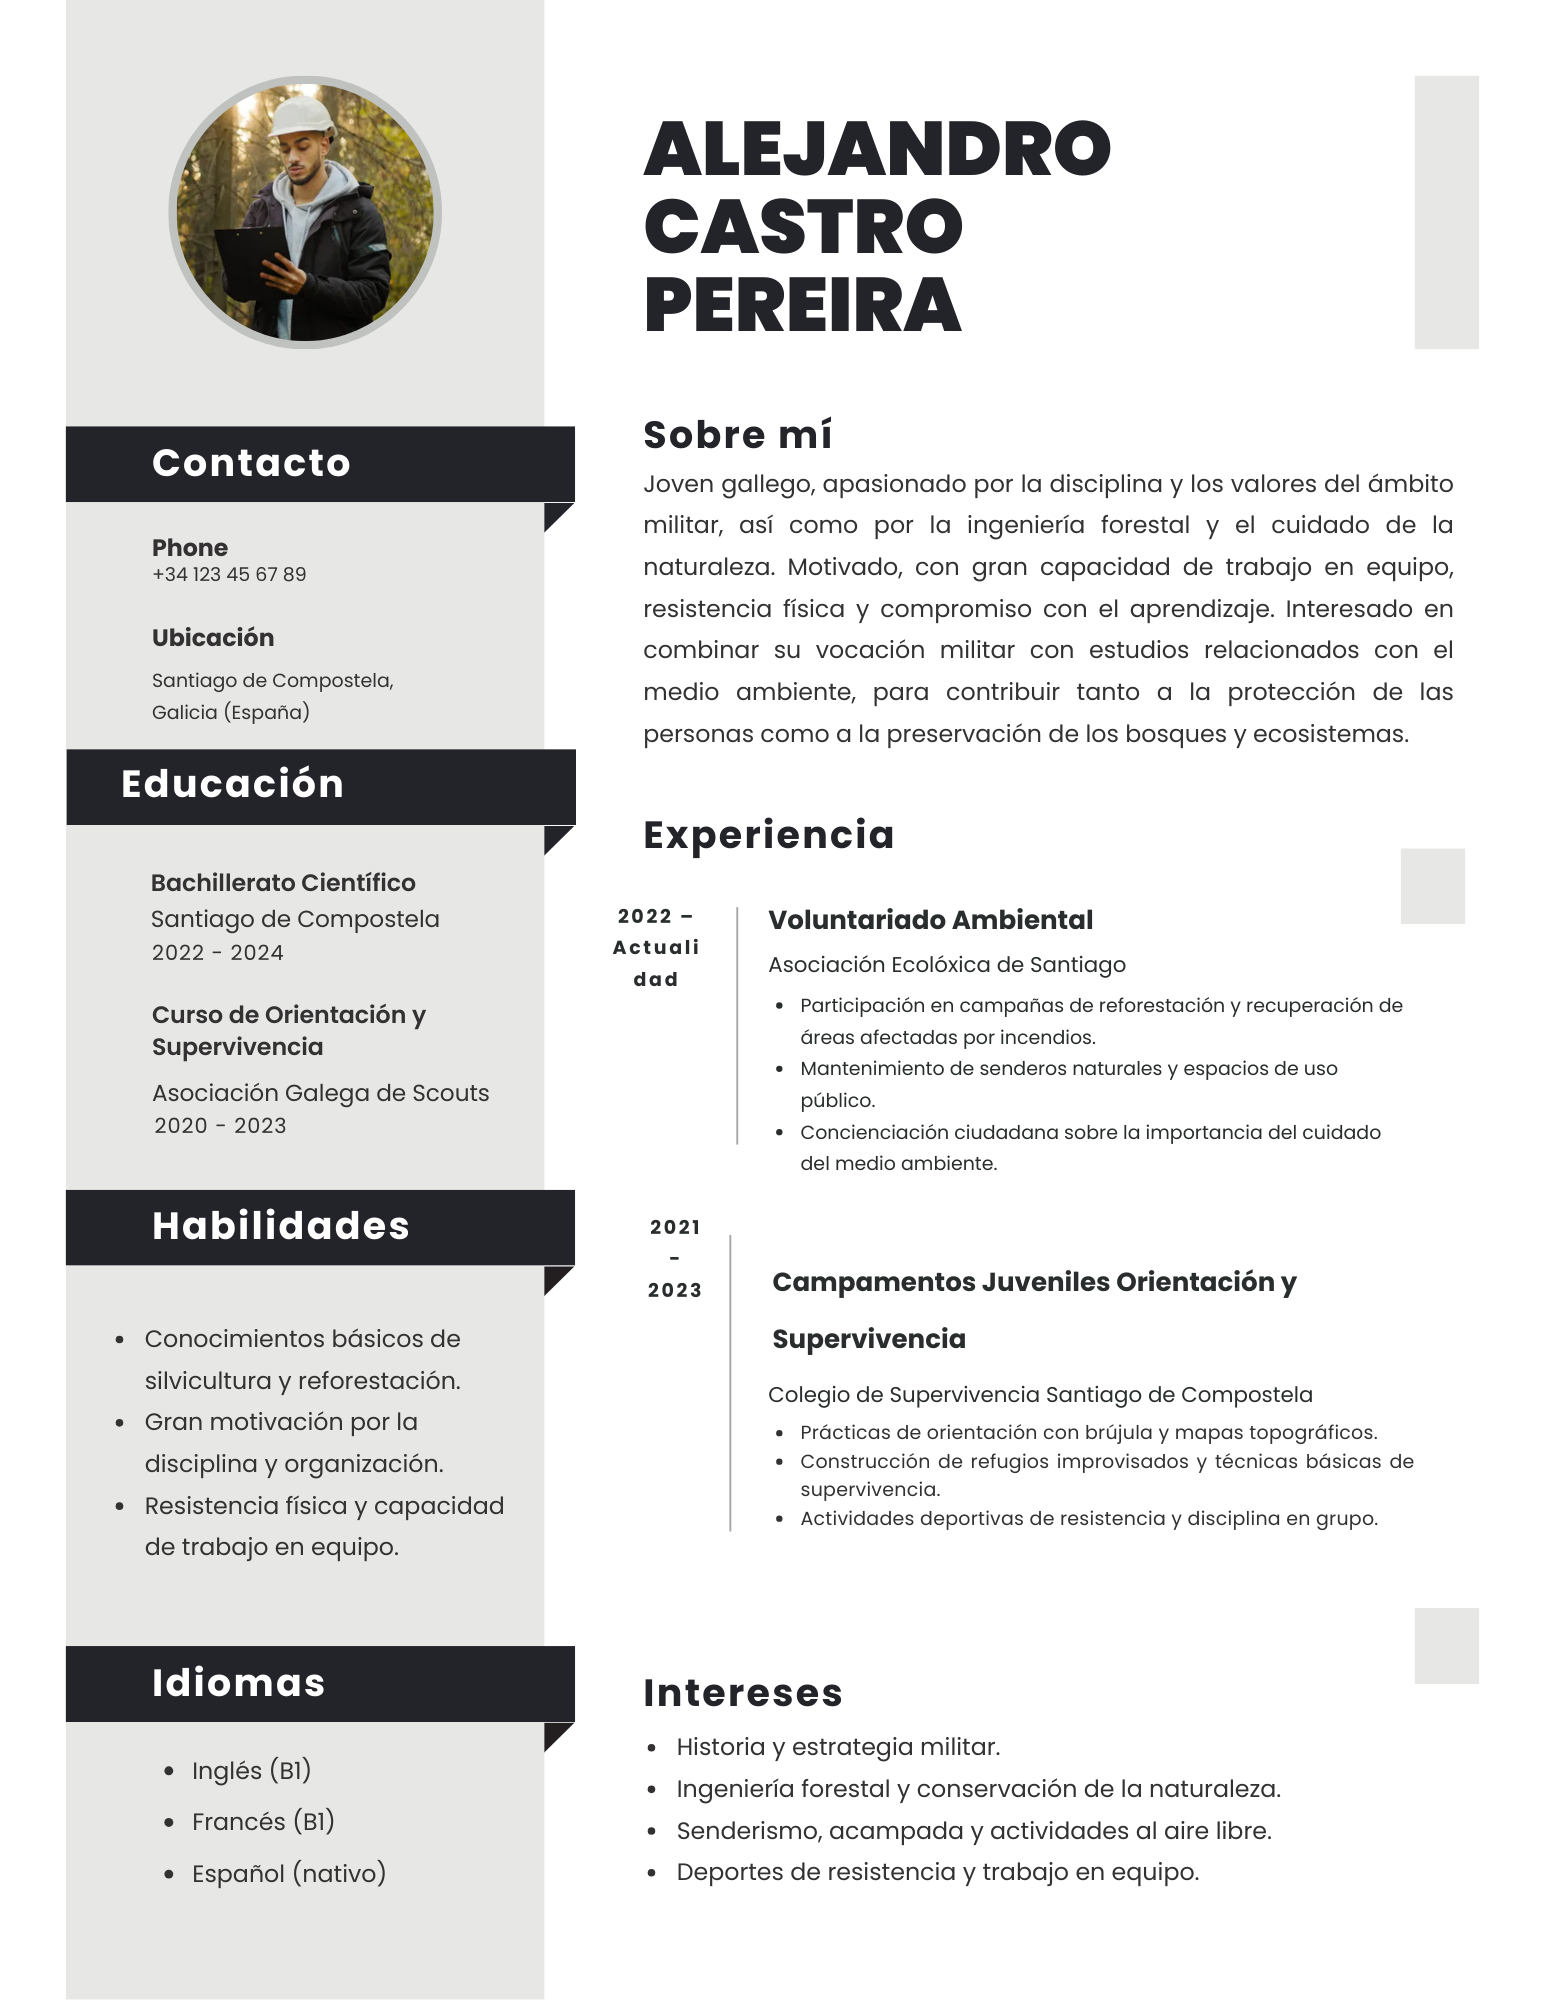 ALEJANDRO
CASTRO
PEREIRA
Contacto
Phone
+34 123 45 67 89
Ubicación
Santiago de Compostela,
Galicia (España)
Educación
Bachillerato Científico
Santiago de Compostela
2022 - 2024
Curso de Orientación y
Supervivencia
Asociación Galega de Scouts
2020 - 2023
Habilidades
• Conocimientos básicos de
silvicultura y reforestación.
• Gran motivación por la
disciplina y organización.
• Resistencia física y capacidad
de trabajo en equipo.
Idiomas
• Inglés (B1)
• Francés (B1)
• Español (nativo)
Sobre mí
Joven gallego, apasionado por la disciplina y los valores del ámbito
militar, así como por la ingeniería forestal y el cuidado de la
naturaleza. Motivado, con gran capacidad de trabajo en equipo,
resistencia física y compromiso con el aprendizaje. Interesado en
combinar su vocación militar con estudios relacionados con el
medio ambiente, para contribuir tanto a la protección de las
personas como a la preservación de los bosques y ecosistemas.
Experiencia
2022 –
Actuali
dad
Voluntariado Ambiental
Asociación Ecolóxica de Santiago
• Participación en campañas de reforestación y recuperación de
áreas afectadas por incendios.
• Mantenimiento de senderos naturales y espacios de uso
público.
• Concienciación ciudadana sobre la importancia del cuidado
del medio ambiente.
2021
-
2023
Campamentos Juveniles Orientación y
Supervivencia
Colegio de Supervivencia Santiago de Compostela
• Prácticas de orientación con brújula y mapas topográficos.
• Construcción de refugios improvisados y técnicas básicas de
supervivencia.
• Actividades deportivas de resistencia y disciplina en grupo.
Intereses
• Historia y estrategia militar.
• Ingeniería forestal y conservación de la naturaleza.
• Senderismo, acampada y actividades al aire libre.
• Deportes de resistencia y trabajo en equipo.